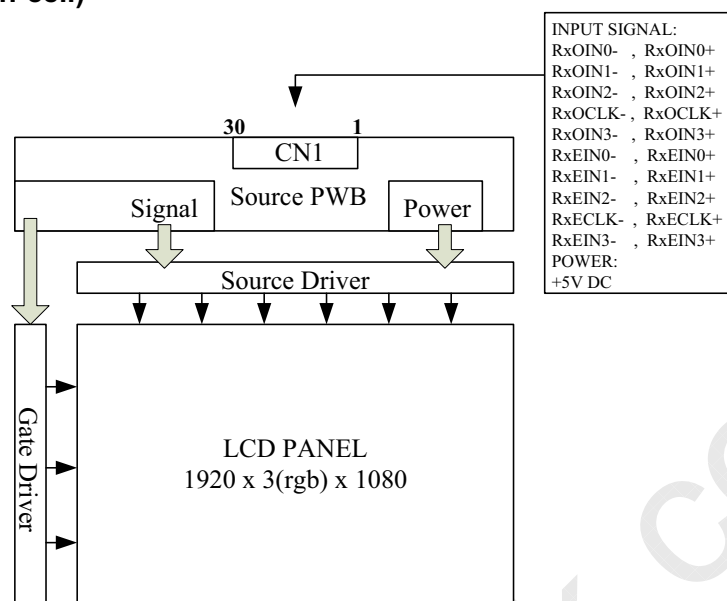 INPUT SIGNAL:
RxOIN0- , RxOIN0+
RxOIN1- , RxOIN1+
RxOIN2- , RxOIN2+
RxOCLK- , RxOCLK+
RxOIN3- , RxOIN3+
RxEIN0- , RxEIN0+
RxEIN1- , RxEIN1+
RxEIN2- , RxEIN2+
RxECLK- , RxECLK+
RxEIN3- , RxEIN3+
POWER:
+5V DC
30 1
CN1
Source PWB
Signal
Power
Source Driver
Gate Driver
LCD PANEL
1920 x 3(rgb) x 1080